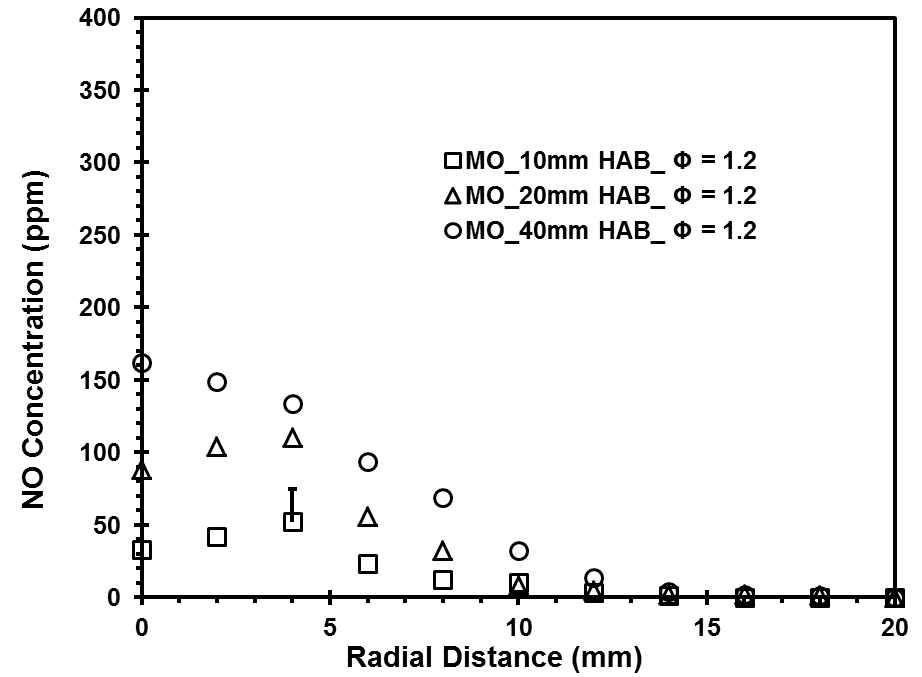 400
350
300
250
200
150
100
50
0
NO Concentration (ppm)
MO_10mm HAB_ Φ = 1.2
MO_20mm HAB_ Φ = 1.2
MO_40mm HAB_ Φ = 1.2
0 5 10 15 20
Radial Distance (mm)